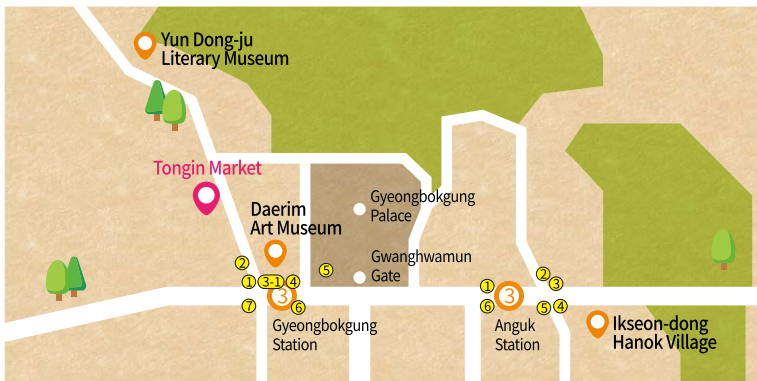 Yun Dong-ju
Literary Museum
Tongin Market
Daerim
Art Museum
Gyeongbokgung
Palace
Gwanghwamun
Gate
2
1
3-1
4
5
3
7
6
Gyeongbokgung
Station
1
6
3
2
3
5
4
Anguk
Station
Ikseon-dong
Hanok Village